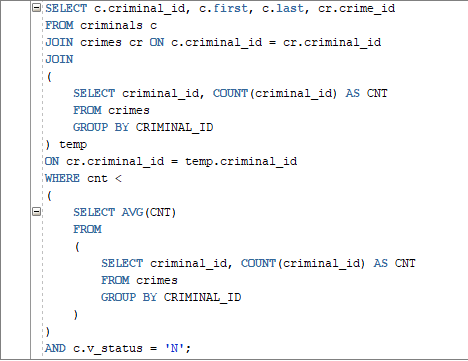 SELECT c.criminal_id, c.first, c.last, cr.crime_id
FROM criminals c
JOIN crimes cr ON c.criminal_id = cr.criminal_id
JOIN
(
SELECT criminal_id, COUNT(criminal_id) AS CNT
FROM crimes
GROUP BY CRIMINAL_ID
) temp
ON cr.criminal_id = temp.criminal_id
WHERE cnt <
(
SELECT AVG(CNT)
FROM
(
SELECT criminal_id, COUNT(criminal_id) AS CNT
FROM crimes
GROUP BY CRIMINAL_ID
)
)
AND c.v_status = 'N';